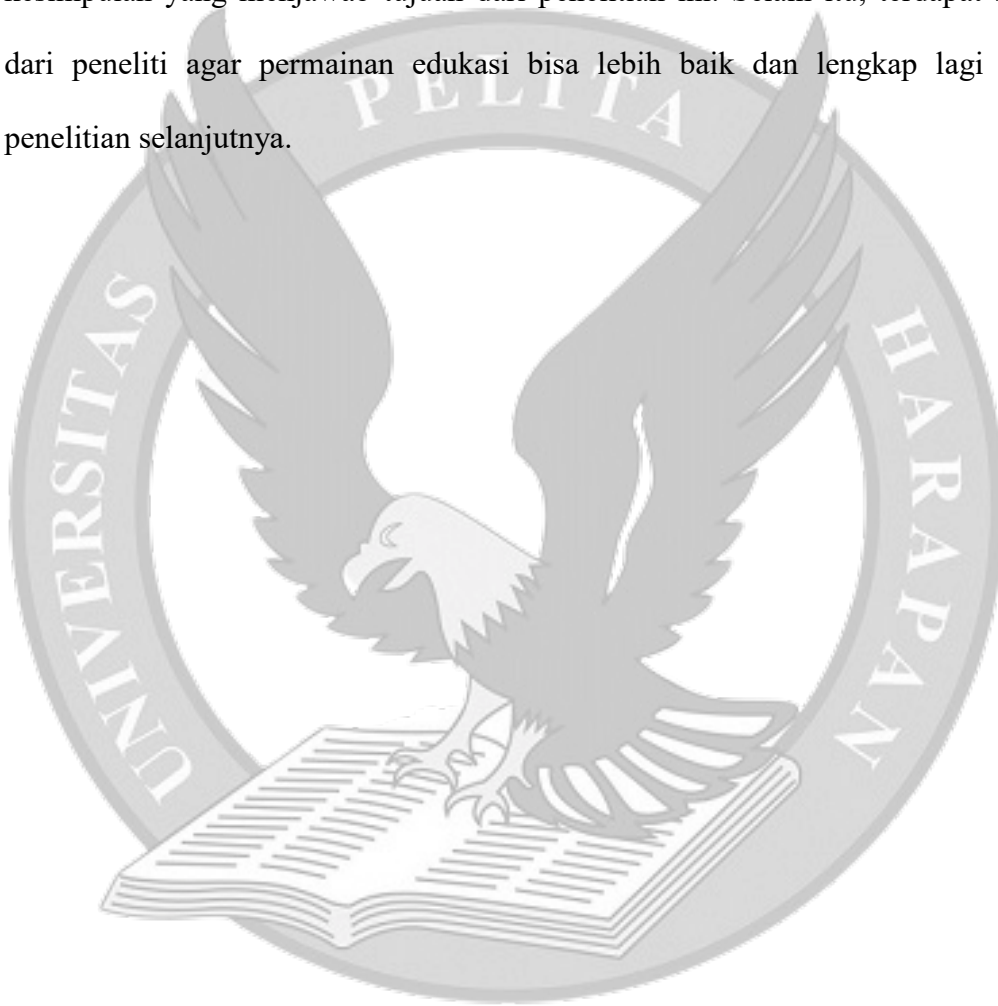 kesimpulan yang menjawab tujuan dari penelitian ini. Selain itu, terdapat
dari peneliti agar permainan edukasi bisa lebih baik dan lengkap lagi
penelitian selanjutnya.
UNIVERSITAS PELITA HARAPAN